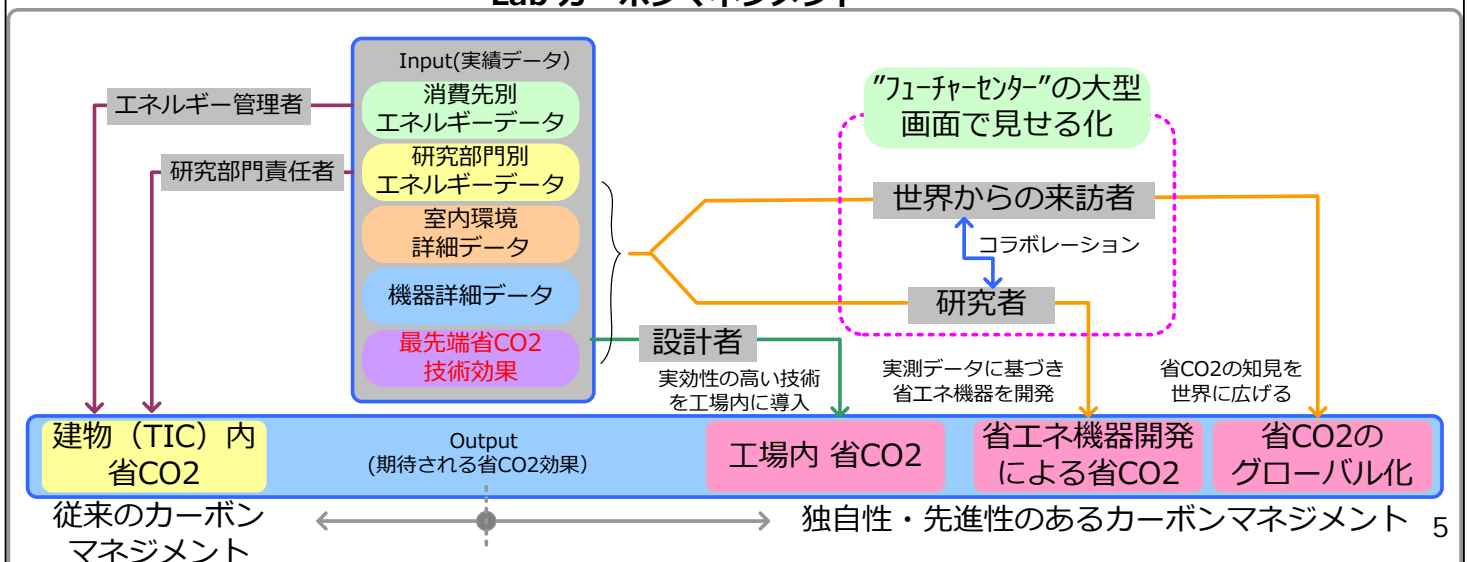 Lab カーボンマネジメント
Input(実績データ)
消費先別
エネルギーデータ
研究部門別
エネルギーデータ
室内環境
詳細データ
機器詳細データ
最先端省CO2
技術効果
エネルギー管理者
研究部門責任者
"ﾌｭｰﾁｬｰｾﾝﾀｰ"の大型
画面で見せる化
世界からの来訪者
コラボレーション
研究者
設計者
実効性の高い技術
を工場内に導入
実測データに基づき
省エネ機器を開発
省CO2の知見を
世界に広げる
建物（TIC）内
省CO2
Output
(期待される省CO2効果)
工場内 省CO2
省エネ機器開発
による省CO2
省CO2の
グローバル化
従来のカーボン
マネジメント
独自性・先進性のあるカーボンマネジメント
5